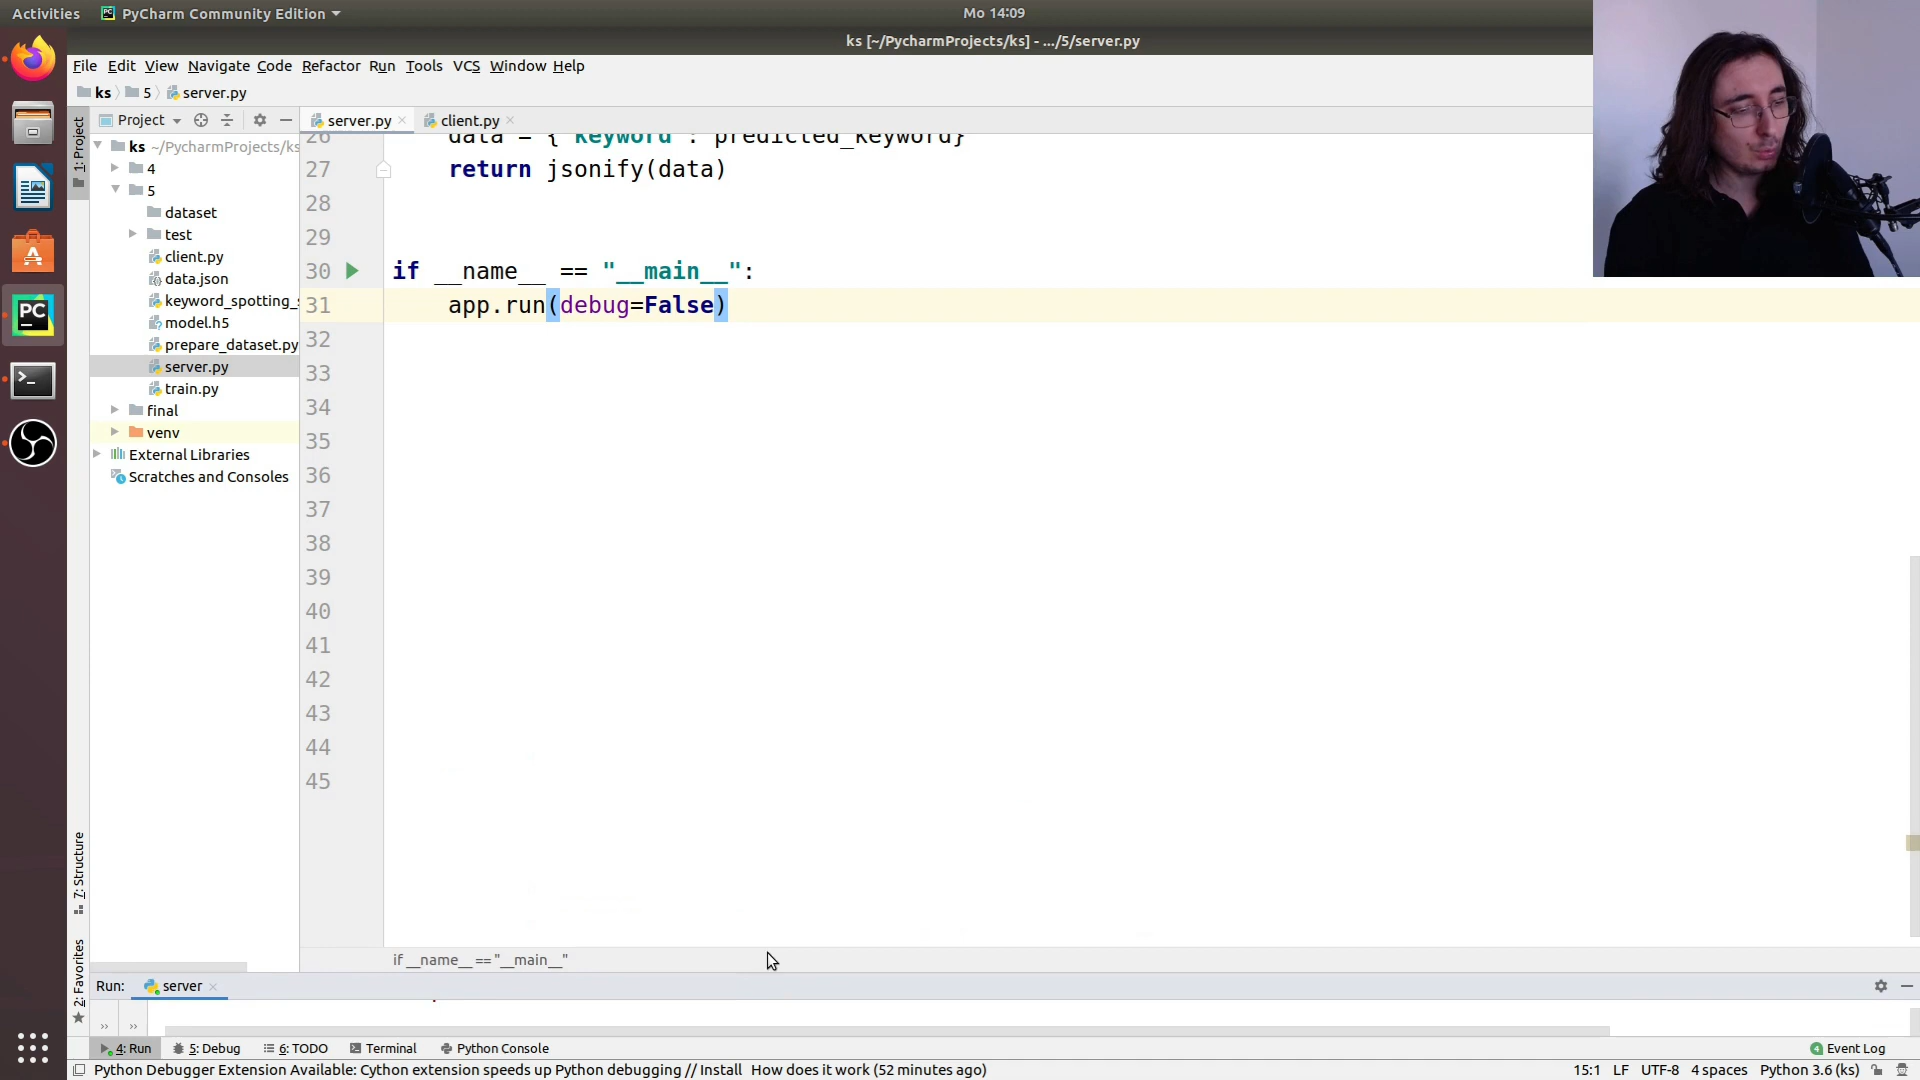 Activities PyCharm Community Edition Mo 14:09
ks [~/PycharmProjects/ks] - .../5/server.py
File Edit View Navigate Code Refactor Run Tools VCS Window Help
ks 5 server.py
Project server.py client.py
1: Project
ks ~/PycharmProjects/ks
4
5
dataset
test
client.py
data.json
keyword_spotting_s
model.h5
prepare_dataset.py
server.py
train.py
final
venv
External Libraries
Scratches and Consoles
26 data = {"keyword": predicted_keyword}
27 return jsonify(data)
28
29
30 if __name__ == "__main__":
31 app.run(debug=False)
32
33
34
35
36
37
38
39
40
41
42
43
44
45
7: Structure
2: Favorites
if __name__ == "__main__"
Run: server
4: Run 5: Debug 6: TODO Terminal Python Console 4 Event Log
Python Debugger Extension Available: Cython extension speeds up Python debugging // Install How does it work (52 minutes ago) 15:1 LF UTF-8 4 spaces Python 3.6 (ks)